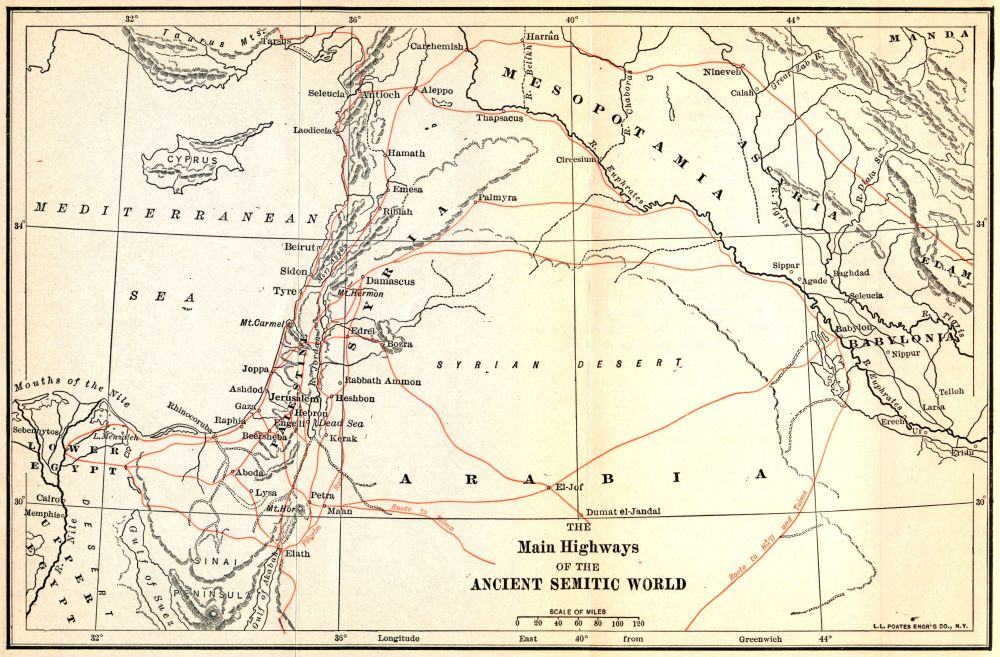 32°
36°
40°
44°
Taurus Mts.
Tarsus
MANDA
Carchemish
Harran
Nineveh
Great Zab R.
Calah
MESOPOTAMIA
R. Belikh
R. Chaboras
Seleucia
Antioch
Aleppo
Laodiccia
Thapsacus
CYPRUS
Hamath
Circesium
R. Euphrates
ASSYRIA
R. Tigris
R. Diala
MEDITERRANEAN
SEA
Emesa
Riblah
Palmyra
SYRIA
34°
34°
Beirut
Sidon
Tyre
Damascus
Mt. Hermon
Sippar
Agade
Baghdad
Seleucia
ELAM
R. Tigris
Mt. Carmel
Edrei
Bozra
R. Jordan
PALESTINE
SYRIAN DESERT
Babylon
BABYLONIA
Nippur
R. Euphrates
Telloh
Larsa
Erech
Ur
Eridu
Joppa
Rabbath Ammon
Mouths of the Nile
Ashdod
Jerusalem
Heshbon
Gaza
Hebron
Rhinocorura
Raphia
Engedi
Dead Sea
Sebennytos
L. Menzaleh
Beersheba
Kerak
LOWER
EGYPT
Aboda
Lysa
ARABIA
El-Jof
30°
30°
Cairo
Memphis
Petra
Mt. Hor
Maan
Route to Teima
Dumat el-Jandal
Pilgrim
Elath
R. Nile
DESERT
UPPER
EGYPT
SINAI
PENINSULA
Gulf of Suez
Gulf of Akabah
Route to Hâil and Teima
THE
Main Highways
OF THE
ANCIENT SEMITIC WORLD
SCALE OF MILES
0 20 40 60 80 100 120
32°
36°
Longitude East 40° from Greenwich
44°
L.L. POATES ENGR'G CO., N.Y.